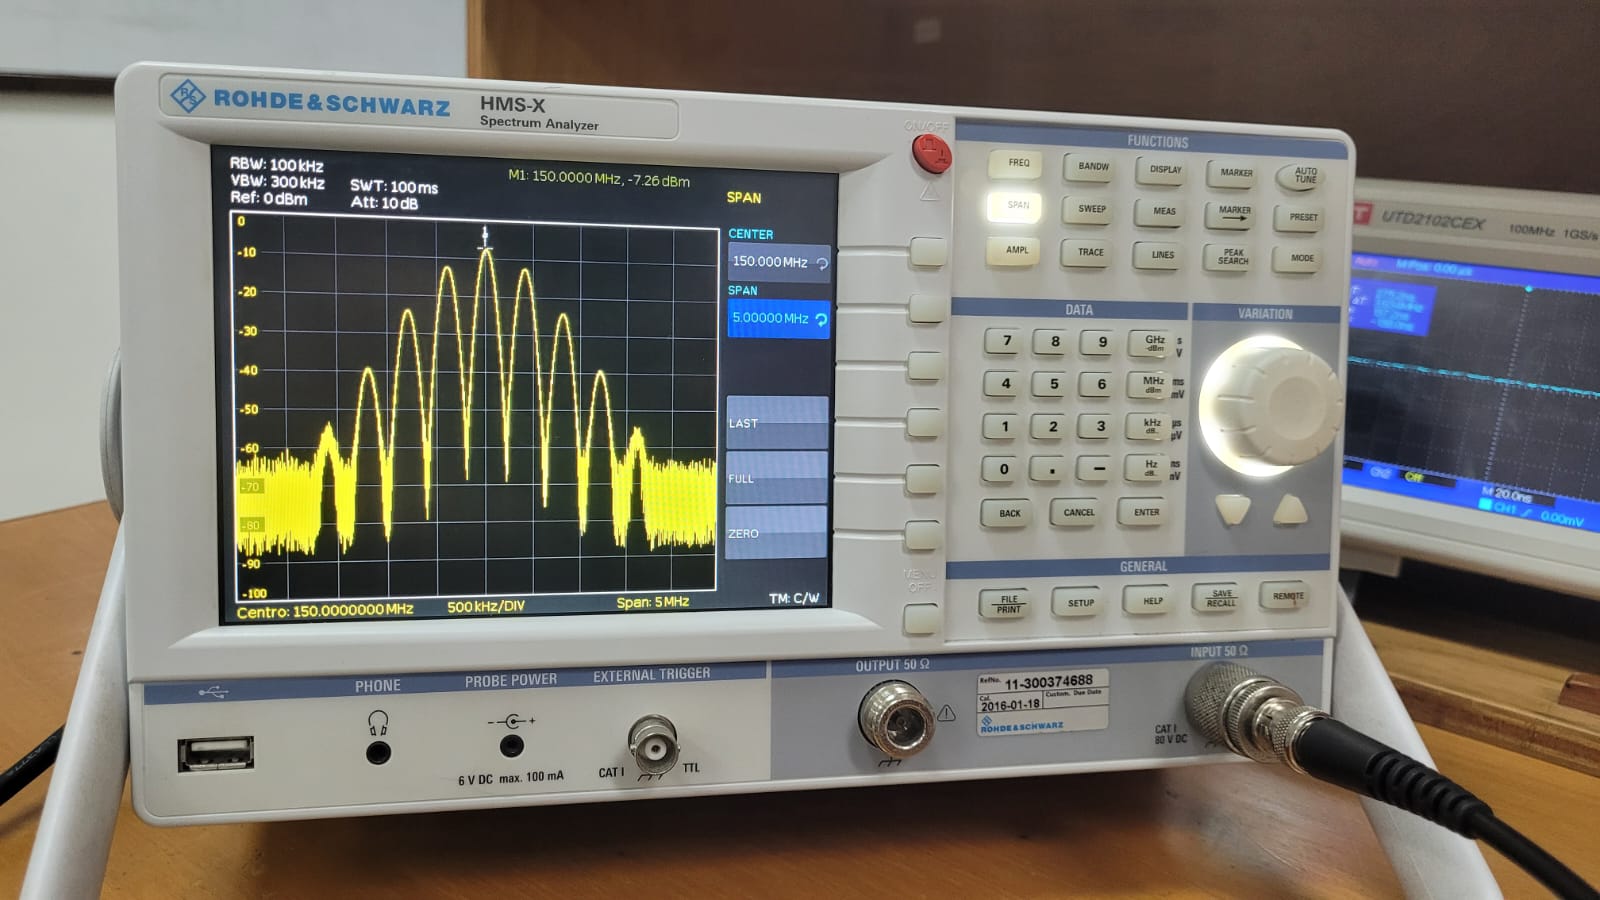 ROHDE & SCHWARZ
HMS-X
Spectrum Analyzer
ON/OFF
RBW: 100 kHz
VBW: 300 kHz
SWT: 100 ms
Ref: 0 dBm
Att: 10 dB
M1: 150.0000 MHz, -7.26 dBm
SPAN
CENTER
150.000 MHz
SPAN
5.00000 MHz
LAST
FULL
ZERO
0
-10
-20
-30
-40
-50
-60
-70
-80
-90
-100
Centro: 150.0000000 MHz
500 kHz/DIV
Span: 5 MHz
TM: C/W
MENU
OFF
FUNCTIONS
FREQ
BANDW
DISPLAY
MARKER
AUTO
TUNE
SPAN
SWEEP
MEAS
MARKER
PRESET
AMPL
TRACE
LINES
PEAK
SEARCH
MODE
DATA
VARIATION
7 8 9 GHz -dBm s V
4 5 6 MHz dBm ms mV
1 2 3 kHz dB.. µs µV
0 . − Hz dB.. ns nV
BACK
CANCEL
ENTER
GENERAL
FILE
PRINT
SETUP
HELP
SAVE
RECALL
REMOTE
PHONE
PROBE POWER
EXTERNAL TRIGGER
OUTPUT 50 Ω
INPUT 50 Ω
6 V DC max. 100 mA
CAT I
TTL
RefNo. 11-300374688
Cal.
2016-01-18
Custom. Due Date
ROHDE & SCHWARZ
CAT I
80 V DC
UTD2102CEX
100MHz 1GS/s
M Pos: 0.00µs
CH2
Off
M 20.0ns
CH1
0.00mV